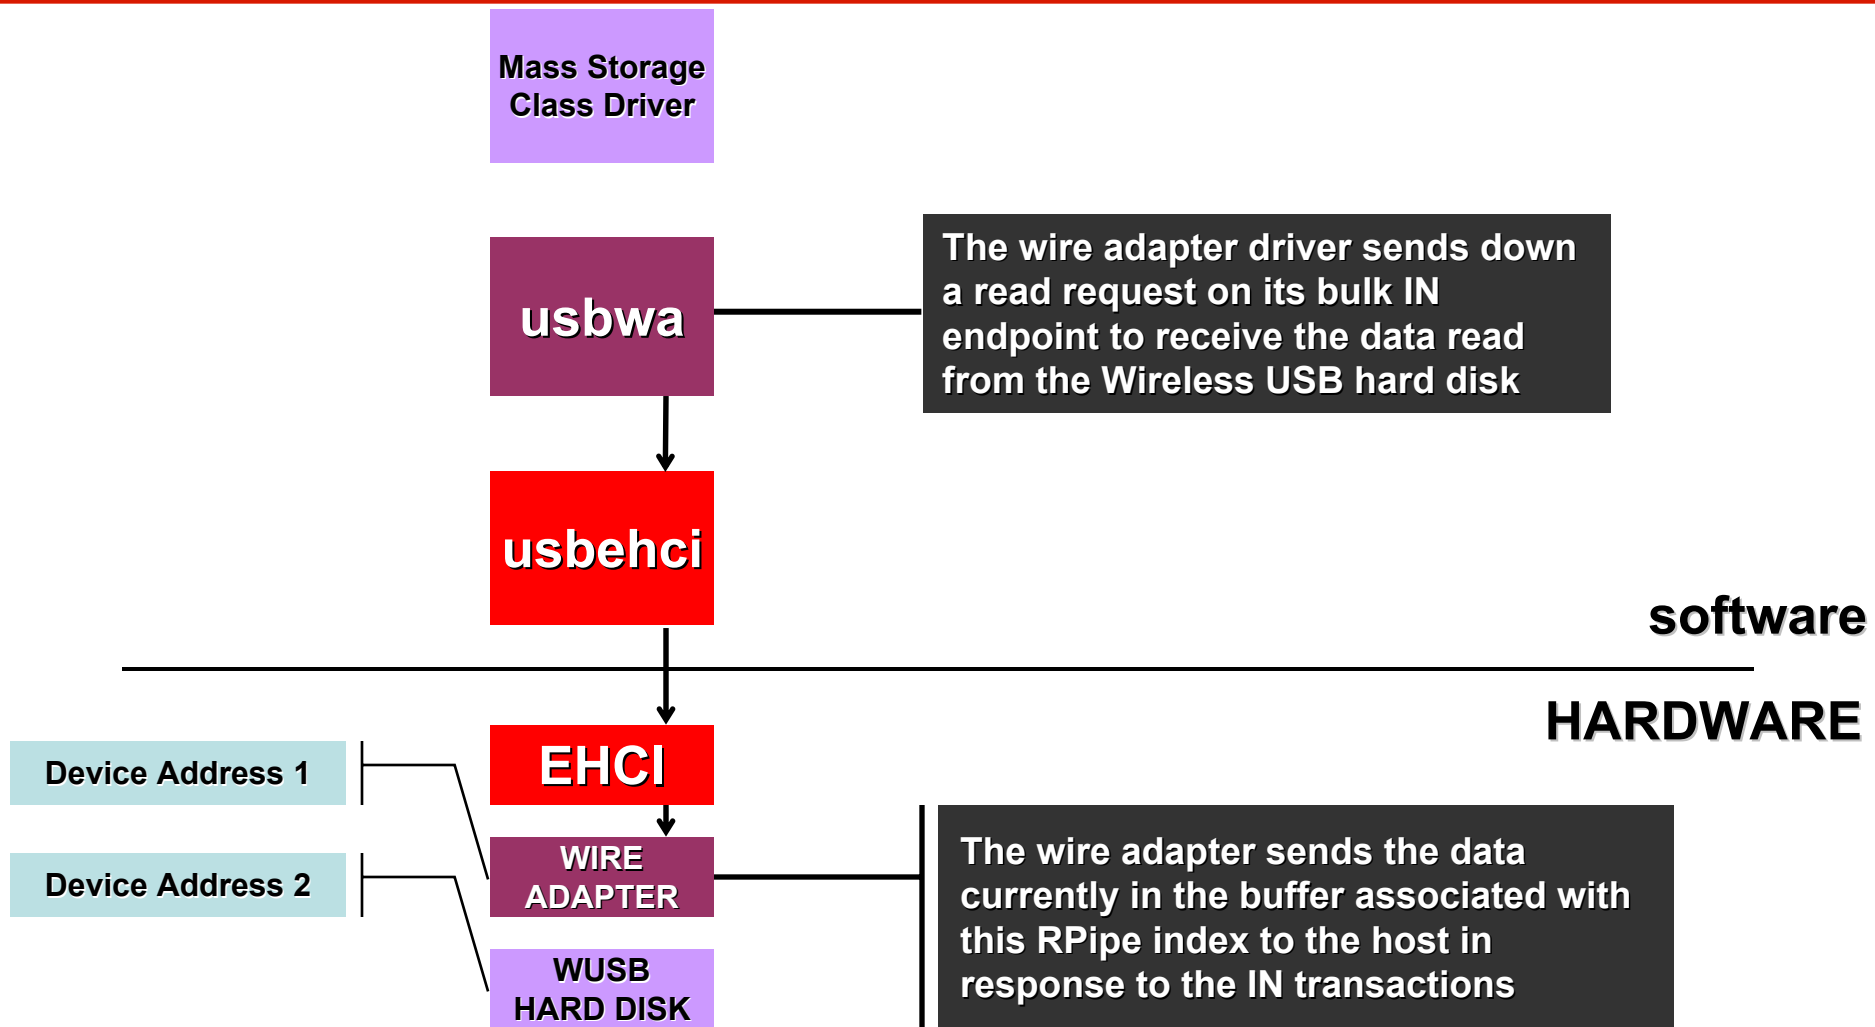 Mass Storage
Class Driver
usbwa
The wire adapter driver sends down
a read request on its bulk IN
endpoint to receive the data read
from the Wireless USB hard disk
usbehci
software
HARDWARE
EHCI
Device Address 1
WIRE
ADAPTER
Device Address 2
The wire adapter sends the data
currently in the buffer associated with
this RPipe index to the host in
response to the IN transactions
WUSB
HARD DISK